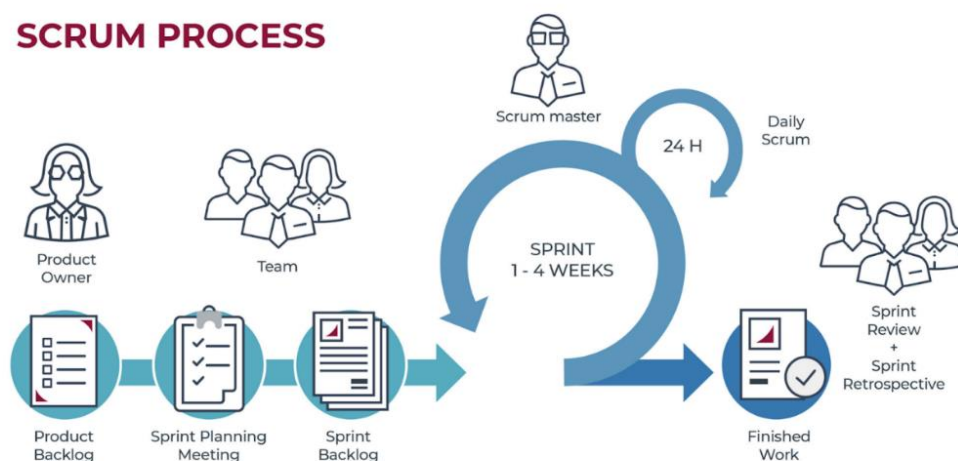 SCRUM PROCESS
Scrum master
24 H
Daily
Scrum
Product
Owner
Team
SPRINT
1 - 4 WEEKS
Sprint
Review
+
Sprint
Retrospective
Product
Backlog
Sprint Planning
Meeting
Sprint
Backlog
Finished
Work